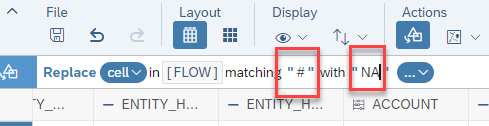 File Layout Display Actions
Replace cell in [FLOW] matching "#" with "NA" ...
TY_... ENTITY_H... ENTITY_H... ACCOUNT